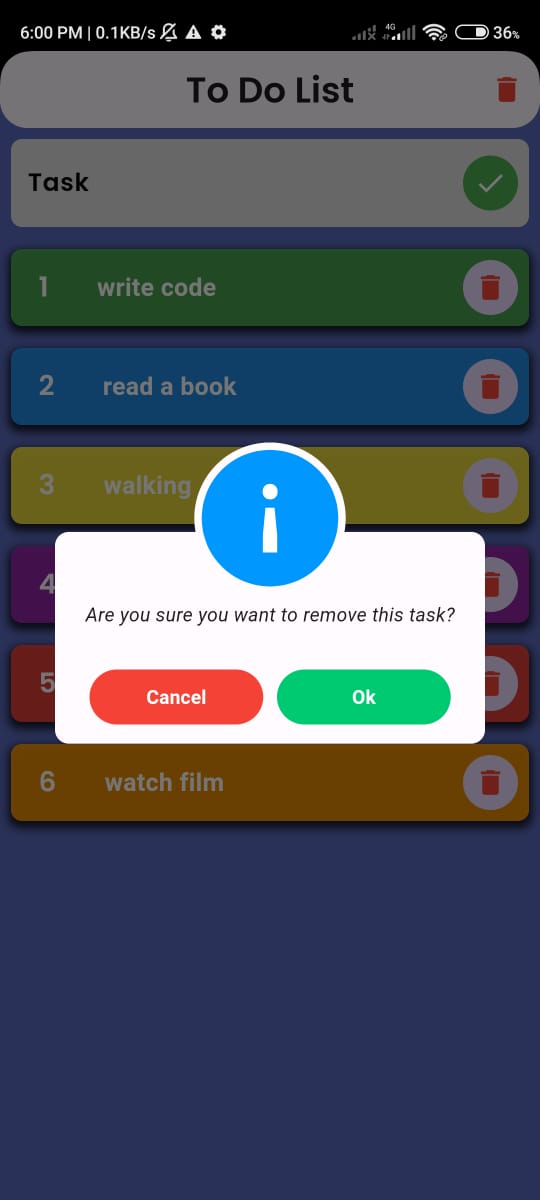 6:00 PM | 0.1KB/s 4G 36%
To Do List
Task
1 write code
2 read a book
3 walking
4
Are you sure you want to remove this task?
5
Cancel Ok
6 watch film